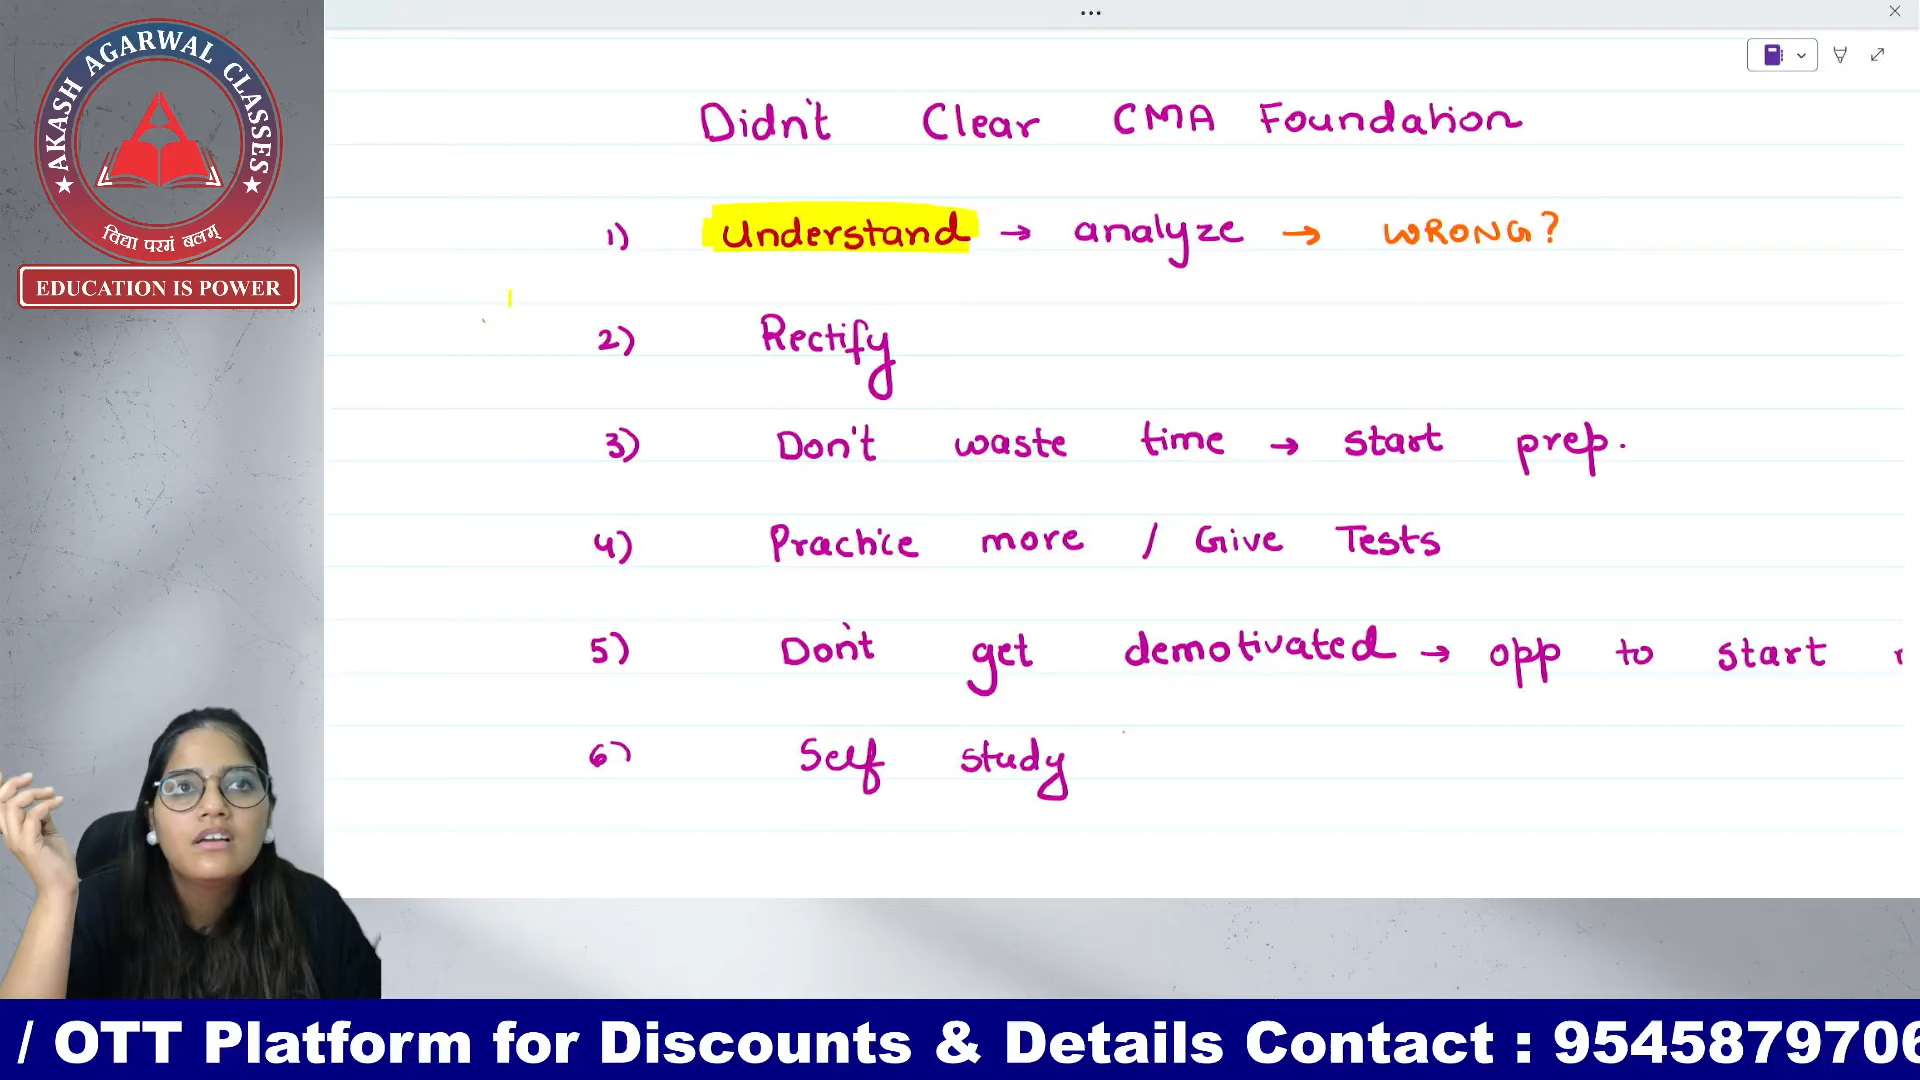 AKASH AGARWAL CLASSES
विद्या परमं बलम्
EDUCATION IS POWER
Didn't Clear CMA Foundation
1) Understand → analyze → WRONG?
2) Rectify
3) Don't waste time → start prep.
4) Practice more / Give Tests
5) Don't get demotivated → opp to start
6) Self study
/ OTT Platform for Discounts & Details Contact : 9545879706